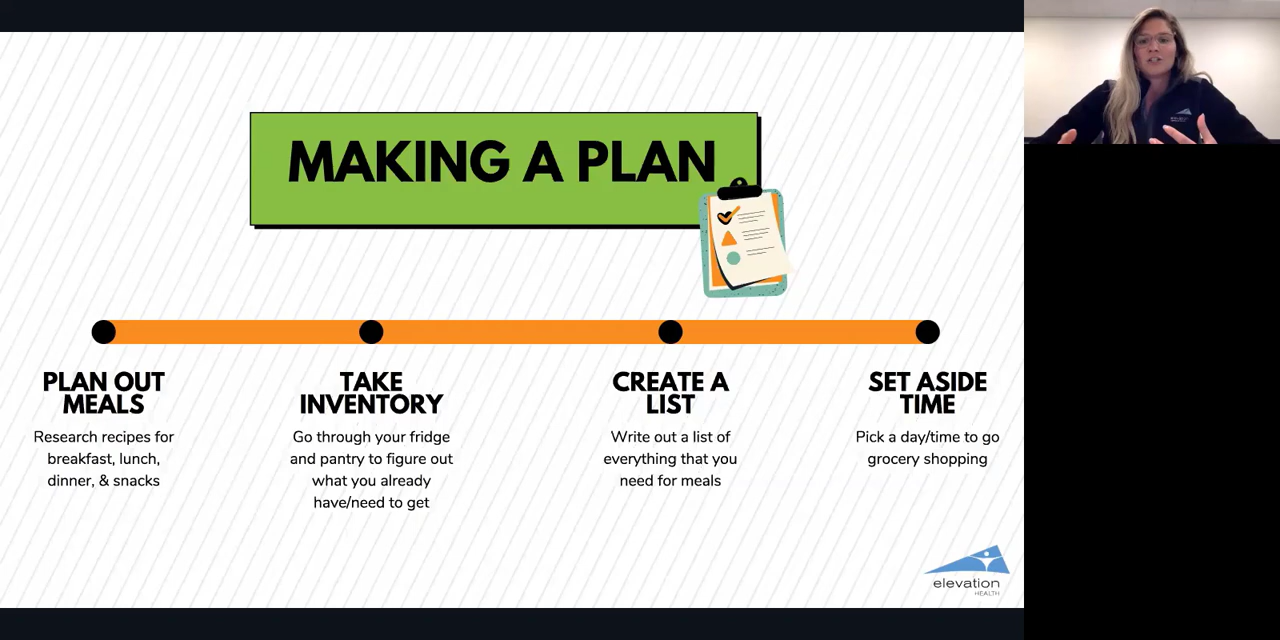 MAKING A PLAN
PLAN OUT
MEALS
Research recipes for
breakfast, lunch,
dinner, & snacks
TAKE
INVENTORY
Go through your fridge
and pantry to figure out
what you already
have/need to get
CREATE A
LIST
Write out a list of
everything that you
need for meals
SET ASIDE
TIME
Pick a day/time to go
grocery shopping
elevation
HEALTH